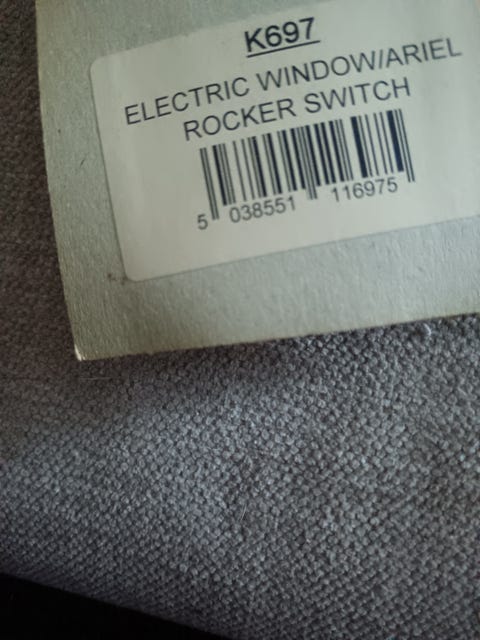 K697
ELECTRIC WINDOW/ARIEL
ROCKER SWITCH
5 038551 116975